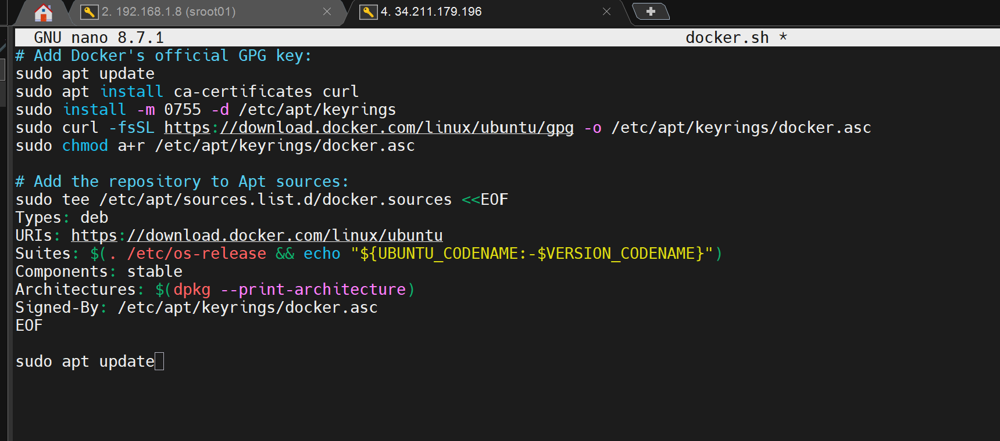 2. 192.168.1.8 (sroot01)
4. 34.211.179.196
GNU nano 8.7.1 docker.sh *
# Add Docker's official GPG key:
sudo apt update
sudo apt install ca-certificates curl
sudo install -m 0755 -d /etc/apt/keyrings
sudo curl -fsSL https://download.docker.com/linux/ubuntu/gpg -o /etc/apt/keyrings/docker.asc
sudo chmod a+r /etc/apt/keyrings/docker.asc

# Add the repository to Apt sources:
sudo tee /etc/apt/sources.list.d/docker.sources <<EOF
Types: deb
URIs: https://download.docker.com/linux/ubuntu
Suites: $(. /etc/os-release && echo "${UBUNTU_CODENAME:-$VERSION_CODENAME}")
Components: stable
Architectures: $(dpkg --print-architecture)
Signed-By: /etc/apt/keyrings/docker.asc
EOF

sudo apt update